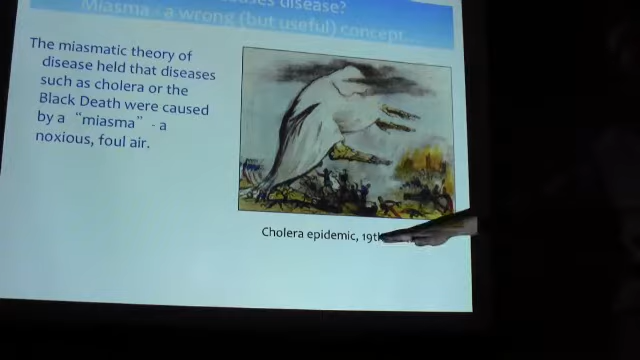 disease?
Miasma - a wrong (but useful) concept...
The miasmatic theory of
disease held that diseases
such as cholera or the
Black Death were caused
by a “miasma” - a
noxious, foul air.
Cholera epidemic, 19th